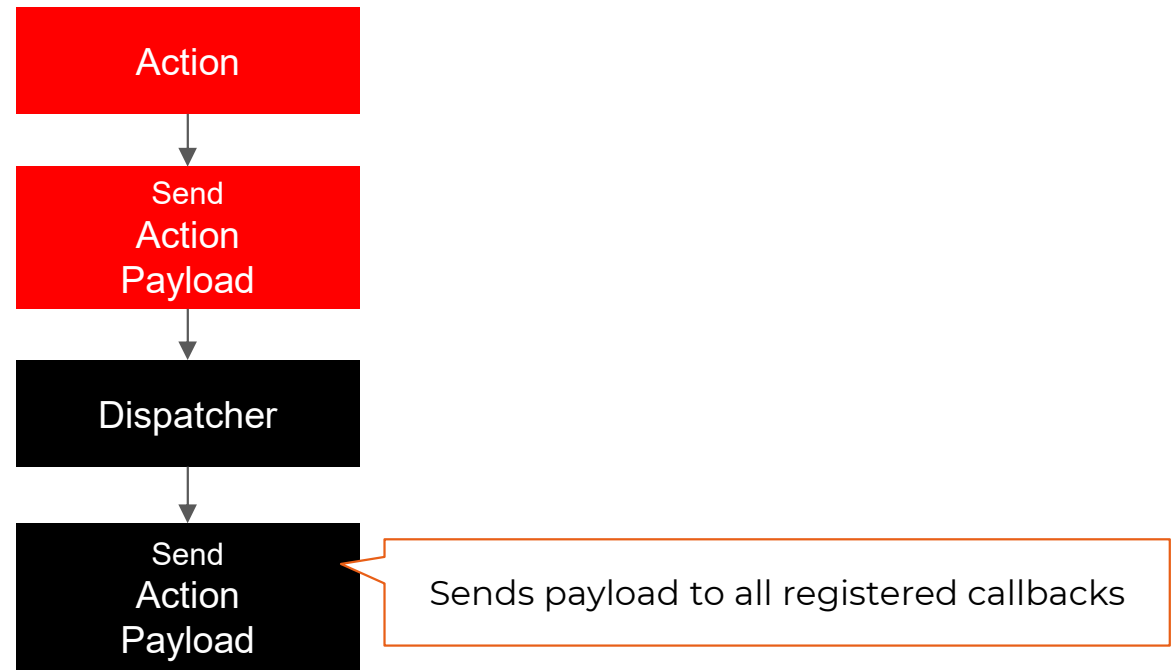 Action
Send
Action
Payload
Dispatcher
Send
Action
Payload
Sends payload to all registered callbacks